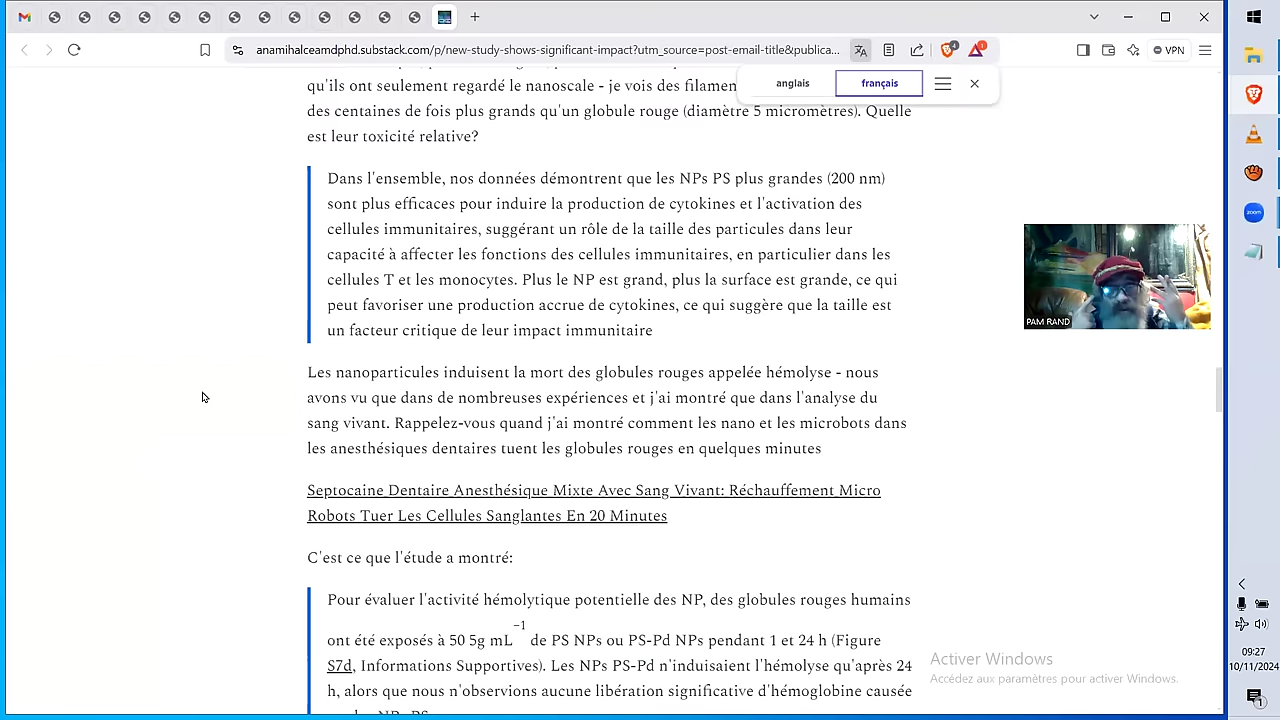 anamihalceamdphd.substack.com/p/new-study-shows-significant-impact?utm_source=post-email-title&publica...
4
1
VPN
anglais
français
qu'ils ont seulement regardé le nanoscale - je vois des filamen
des centaines de fois plus grands qu'un globule rouge (diamètre 5 micromètres). Quelle
est leur toxicité relative?
Dans l'ensemble, nos données démontrent que les NPs PS plus grandes (200 nm)
sont plus efficaces pour induire la production de cytokines et l'activation des
cellules immunitaires, suggérant un rôle de la taille des particules dans leur
capacité à affecter les fonctions des cellules immunitaires, en particulier dans les
cellules T et les monocytes. Plus le NP est grand, plus la surface est grande, ce qui
peut favoriser une production accrue de cytokines, ce qui suggère que la taille est
un facteur critique de leur impact immunitaire
PAM RAND
zoom
Les nanoparticules induisent la mort des globules rouges appelée hémolyse - nous
avons vu que dans de nombreuses expériences et j'ai montré que dans l'analyse du
sang vivant. Rappelez-vous quand j'ai montré comment les nano et les microbots dans
les anesthésiques dentaires tuent les globules rouges en quelques minutes
Septocaine Dentaire Anesthésique Mixte Avec Sang Vivant: Réchauffement Micro
Robots Tuer Les Cellules Sanglantes En 20 Minutes
C'est ce que l'étude a montré:
Pour évaluer l'activité hémolytique potentielle des NP, des globules rouges humains
ont été exposés à 50 5g mL−1 de PS NPs ou PS-Pd NPs pendant 1 et 24 h (Figure
S7d, Informations Supportives). Les NPs PS-Pd n'induisaient l'hémolyse qu'après 24
h, alors que nous n'observions aucune libération significative d'hémoglobine causée
Activer Windows
Accédez aux paramètres pour activer Windows.
09:27
10/11/2024
1